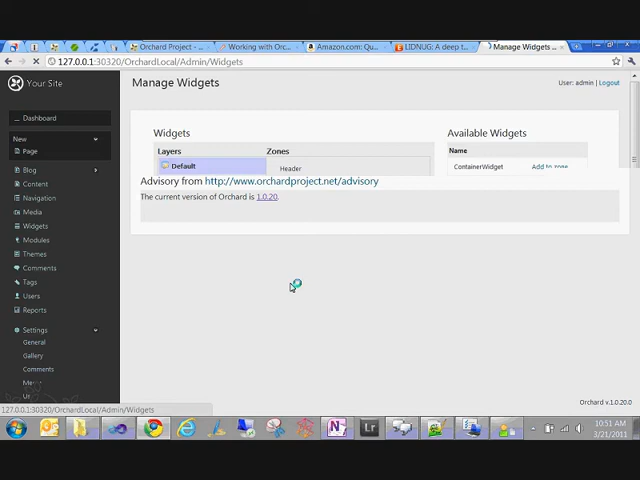 Orchard Project -
Working with Orc...
Amazon.com: Qu...
LIDNUG: A deep t...
Manage Widgets
127.0.0.1:30320/OrchardLocal/Admin/Widgets
Your Site
Manage Widgets
User: admin | Logout
Dashboard
New
Page
Blog
Content
Navigation
Media
Widgets
Modules
Themes
Comments
Tags
Users
Reports
Settings
General
Gallery
Comments
Widgets
Available Widgets
Layers
Zones
Name
Default
Header
ContainerWidget
Add to zone
Advisory from http://www.orchardproject.net/advisory
The current version of Orchard is 1.0.20.
Orchard v.1.0.20.0
127.0.0.1:30320/OrchardLocal/Admin/Widgets
Lr
10:51 AM
3/21/2011